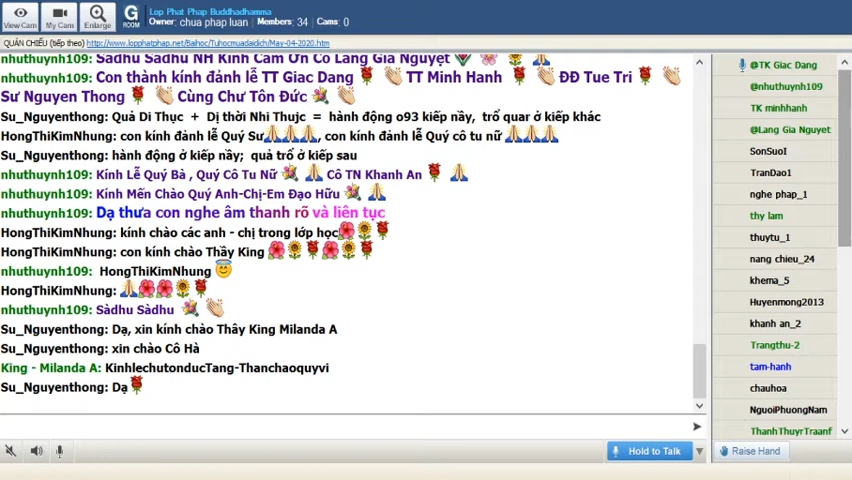 Lop Phat Phap Buddhadhamma
Owner: chua phap luan Members: 34 Cams: 0
View Cam
My Cam
Enlarge
G
ROOM
QUÁN CHIẾU (tiếp theo) http://www.lopphatphap.net/Baihoc/Tuhocmuadaidich/May-04-2020.htm
nhuthuynh109: Sadhu Sadhu NH Kính Cám Ơn Cô Lang Gia Nguyệt
nhuthuynh109: Con thành kính đảnh lễ TT Giac Dang TT Minh Hanh ĐĐ Tue Tri
Sư Nguyen Thong Cùng Chư Tôn Đức
Su_Nguyenthong: Quả Di Thục + Dị thời Nhi Thuịc = hành động o93 kiếp nầy, trổ quar ở kiếp khác
HongThiKimNhung: con kính đảnh lễ Quý Sư , con kính đảnh lễ Quý cô tu nữ
Su_Nguyenthong: hành động ở kiếp nầy; quả trổ ở kiếp sau
nhuthuynh109: Kính Lễ Quý Bà , Quý Cô Tu Nữ Cô TN Khanh An
nhuthuynh109: Kính Mến Chào Quý Anh-Chị-Em Đạo Hữu
nhuthuynh109: Dạ thưa con nghe âm thanh rõ và liên tục
HongThiKimNhung: kính chào các anh - chị trong lớp học
HongThiKimNhung: con kính chào Thầy King
nhuthuynh109: HongThiKimNhung
HongThiKimNhung:
nhuthuynh109: Sàdhu Sàdhu
Su_Nguyenthong: Dạ, xin kính chào Thầy King Milanda A
Su_Nguyenthong: xin chào Cô Hà
King - Milanda A: KinhlechutonducTang-Thanchaoquyvi
Su_Nguyenthong: Dạ
Hold to Talk
@TK Giac Dang
@nhuthuynh109
TK minhhanh
@Lang Gia Nguyet
SonSuoI
TranDao1
nghe phap_1
thy lam
thuytu_1
nang chieu_24
khema_5
Huyenmong2013
khanh an_2
Trangthu-2
tam-hanh
chauhoa
NguoiPhuongNam
ThanhThuyrTraanf
Raise Hand